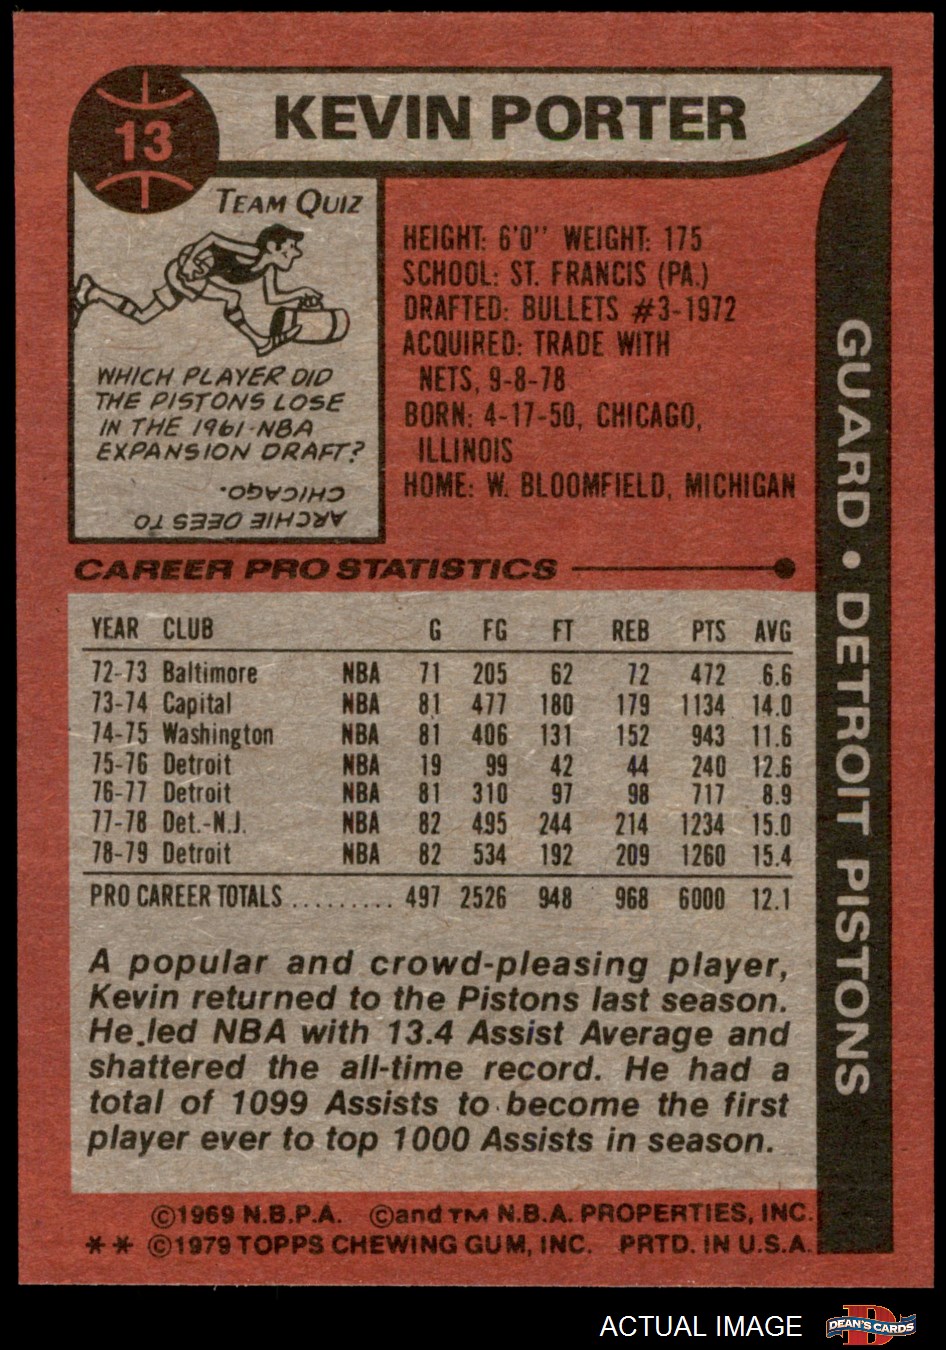 13
KEVIN PORTER
TEAM QUIZ
WHICH PLAYER DID
THE PISTONS LOSE
IN THE 1961 NBA
EXPANSION DRAFT?
ARCHIE DEES TO
CHICAGO.
HEIGHT: 6'0" WEIGHT: 175
SCHOOL: ST. FRANCIS (PA.)
DRAFTED: BULLETS #3-1972
ACQUIRED: TRADE WITH
NETS, 9-8-78
BORN: 4-17-50, CHICAGO,
ILLINOIS
HOME: W. BLOOMFIELD, MICHIGAN
GUARD • DETROIT PISTONS
CAREER PRO STATISTICS
YEAR CLUB G FG FT REB PTS AVG
72-73 Baltimore NBA 71 205 62 72 472 6.6
73-74 Capital NBA 81 477 180 179 1134 14.0
74-75 Washington NBA 81 406 131 152 943 11.6
75-76 Detroit NBA 19 99 42 44 240 12.6
76-77 Detroit NBA 81 310 97 98 717 8.9
77-78 Det.-N.J. NBA 82 495 244 214 1234 15.0
78-79 Detroit NBA 82 534 192 209 1260 15.4
PRO CAREER TOTALS ......... 497 2526 948 968 6000 12.1
A popular and crowd-pleasing player,
Kevin returned to the Pistons last season.
He led NBA with 13.4 Assist Average and
shattered the all-time record. He had a
total of 1099 Assists to become the first
player ever to top 1000 Assists in season.
©1969 N.B.P.A. ©and TM N.B.A. PROPERTIES, INC.
** ©1979 TOPPS CHEWING GUM, INC. PRTD. IN U.S.A.
ACTUAL IMAGE
D
DEAN'S CARDS